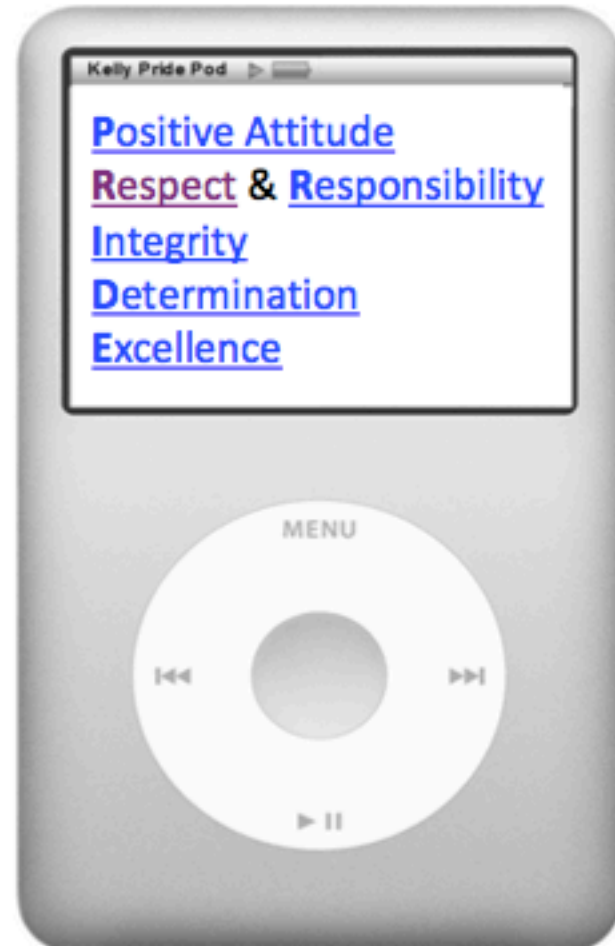 Kelly Pride Pod
Positive Attitude
Respect & Responsibility
Integrity
Determination
Excellence
MENU